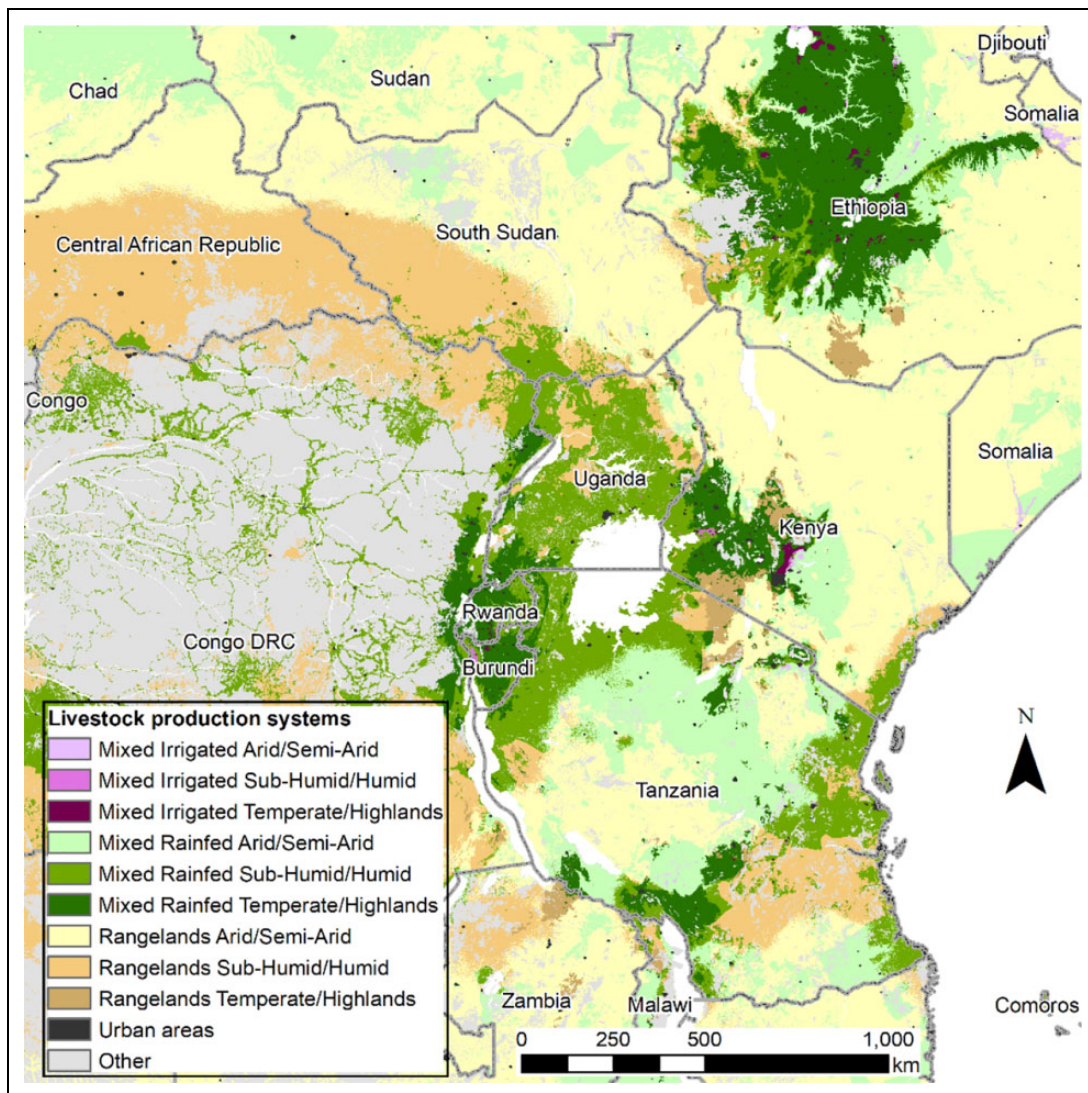 Djibouti
Sudan
Chad
Somalia
Ethiopia
South Sudan
Central African Republic
Congo
Somalia
Uganda
Kenya
Rwanda
Congo DRC
Burundi
Livestock production systems
Mixed Irrigated Arid/Semi-Arid
Mixed Irrigated Sub-Humid/Humid
Mixed Irrigated Temperate/Highlands
Mixed Rainfed Arid/Semi-Arid
Mixed Rainfed Sub-Humid/Humid
Mixed Rainfed Temperate/Highlands
Rangelands Arid/Semi-Arid
Rangelands Sub-Humid/Humid
Rangelands Temperate/Highlands
Urban areas
Other
N
Tanzania
Zambia
Malawi
Comoros
0 250 500 1,000
km